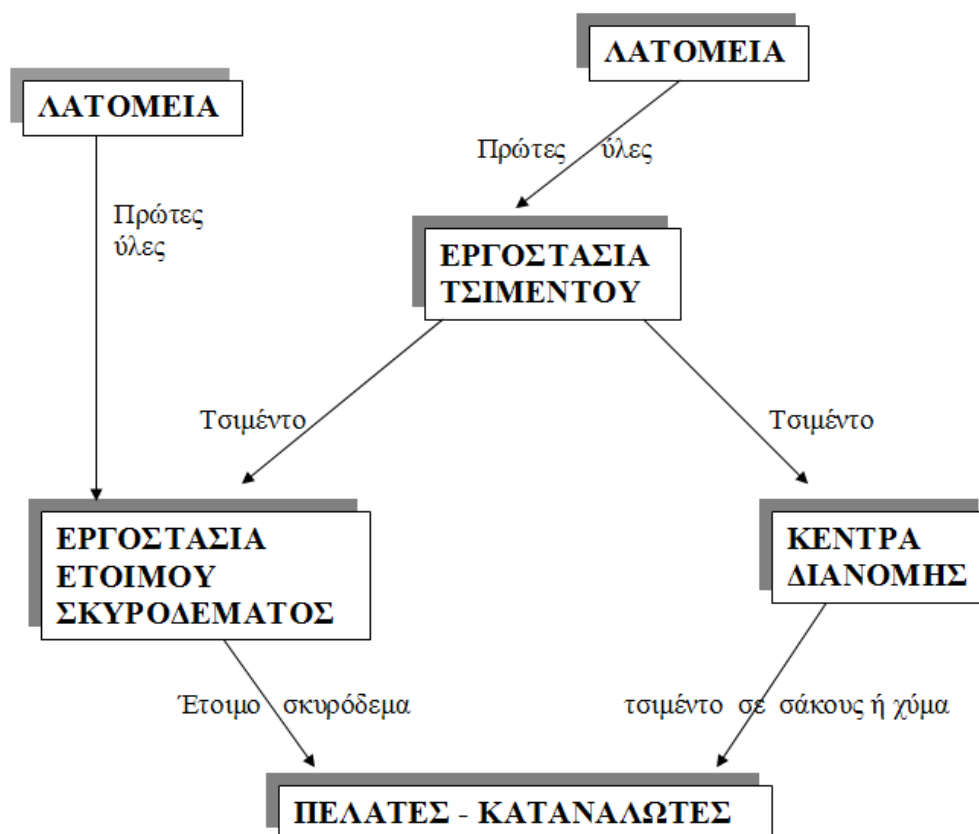 ΛΑΤΟΜΕΙΑ
ΛΑΤΟΜΕΙΑ
Πρώτες ύλες
Πρώτες
ύλες
ΕΡΓΟΣΤΑΣΙΑ
ΤΣΙΜΕΝΤΟΥ
Τσιμέντο
Τσιμέντο
ΕΡΓΟΣΤΑΣΙΑ
ΕΤΟΙΜΟΥ
ΣΚΥΡΟΔΕΜΑΤΟΣ
ΚΕΝΤΡΑ
ΔΙΑΝΟΜΗΣ
Έτοιμο σκυρόδεμα
τσιμέντο σε σάκους ή χύμα
ΠΕΛΑΤΕΣ - ΚΑΤΑΝΑΛΩΤΕΣ